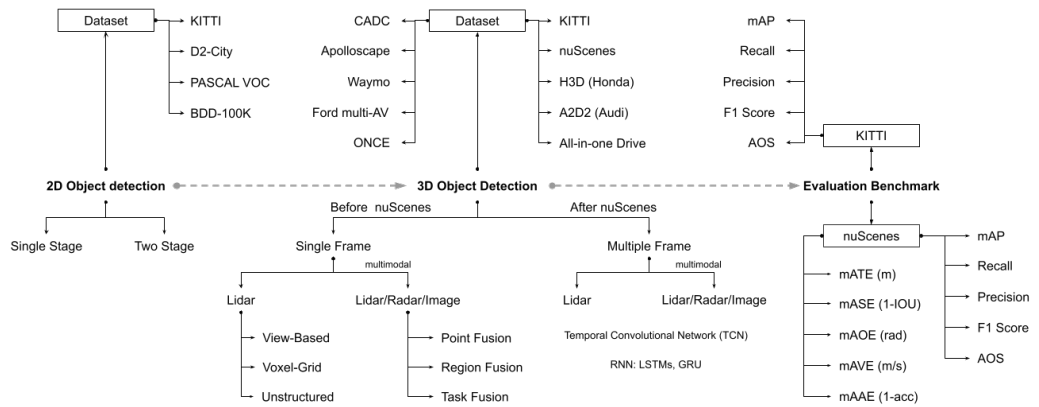 Dataset
KITTI
D2-City
PASCAL VOC
BDD-100K
2D Object detection
Single Stage
Two Stage
CADC
Apolloscape
Waymo
Ford multi-AV
ONCE
Dataset
KITTI
nuScenes
H3D (Honda)
A2D2 (Audi)
All-in-one Drive
3D Object Detection
Before nuScenes
After nuScenes
Single Frame
multimodal
Lidar
Lidar/Radar/Image
View-Based
Voxel-Grid
Unstructured
Point Fusion
Region Fusion
Task Fusion
Multiple Frame
multimodal
Lidar
Lidar/Radar/Image
Temporal Convolutional Network (TCN)
RNN: LSTMs, GRU
mAP
Recall
Precision
F1 Score
AOS
KITTI
Evaluation Benchmark
nuScenes
mATE (m)
mASE (1-IOU)
mAOE (rad)
mAVE (m/s)
mAAE (1-acc)
mAP
Recall
Precision
F1 Score
AOS